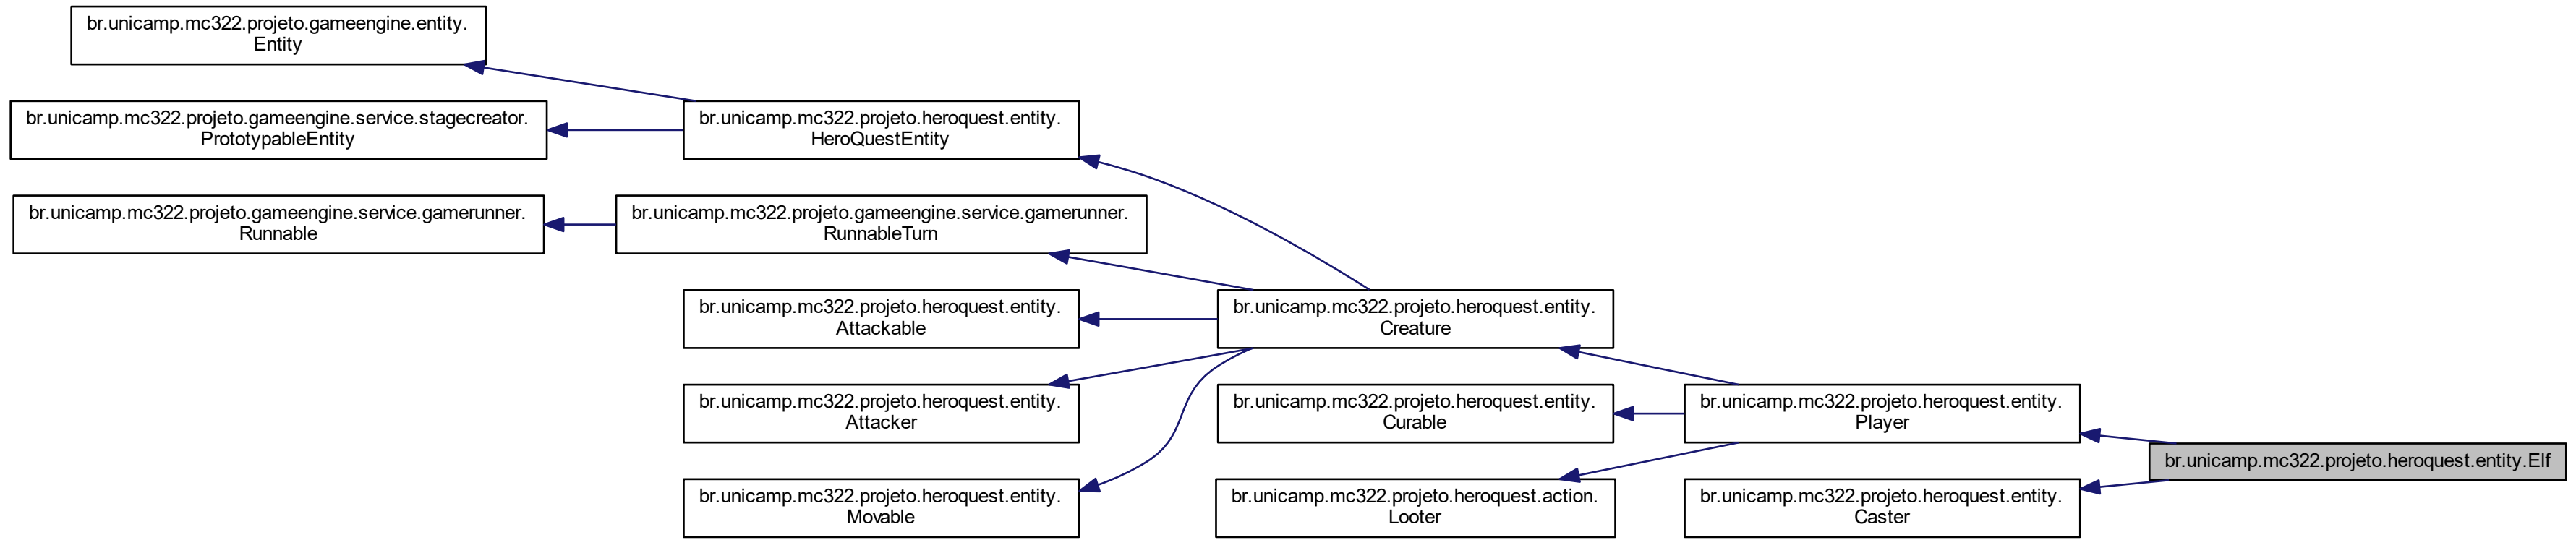 br.unicamp.mc322.projeto.gameengine.entity.
Entity
br.unicamp.mc322.projeto.gameengine.service.stagecreator.
PrototypableEntity
br.unicamp.mc322.projeto.heroquest.entity.
HeroQuestEntity
br.unicamp.mc322.projeto.gameengine.service.gamerunner.
Runnable
br.unicamp.mc322.projeto.gameengine.service.gamerunner.
RunnableTurn
br.unicamp.mc322.projeto.heroquest.entity.
Attackable
br.unicamp.mc322.projeto.heroquest.entity.
Creature
br.unicamp.mc322.projeto.heroquest.entity.
Attacker
br.unicamp.mc322.projeto.heroquest.entity.
Curable
br.unicamp.mc322.projeto.heroquest.entity.
Player
br.unicamp.mc322.projeto.heroquest.entity.Elf
br.unicamp.mc322.projeto.heroquest.entity.
Movable
br.unicamp.mc322.projeto.heroquest.action.
Looter
br.unicamp.mc322.projeto.heroquest.entity.
Caster